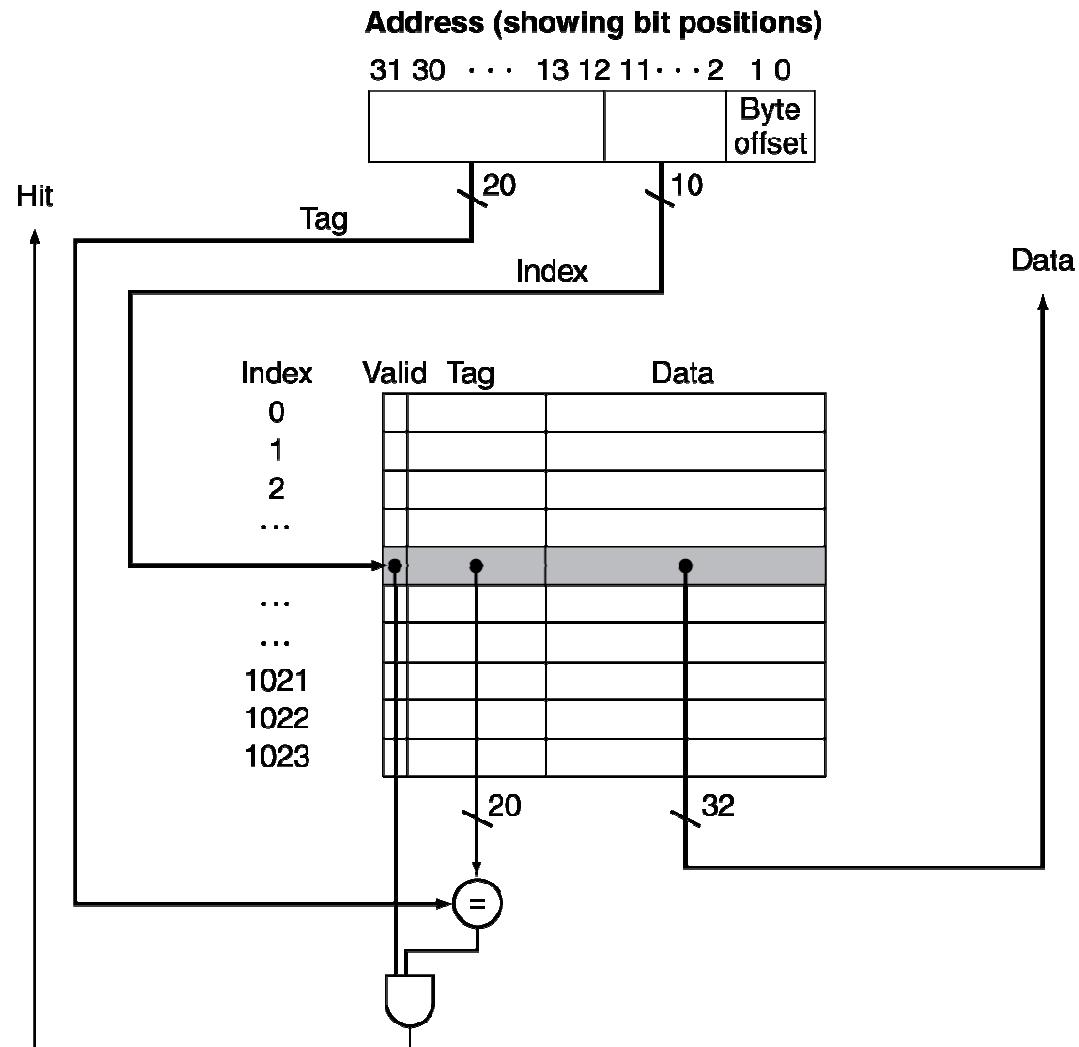 Address (showing bit positions)
31 30 ··· 13 12 11 ··· 2 1 0
Byte
offset
20 10
Hit
Tag
Index
Data
Index Valid Tag Data
0
1
2
...
...
...
1021
1022
1023
20 32
=